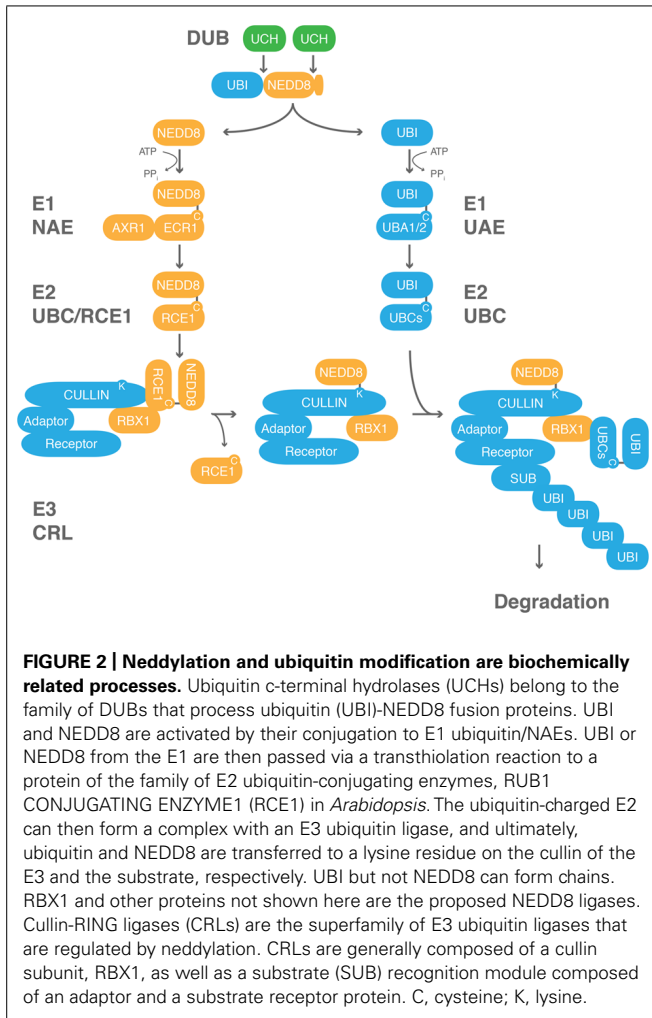 DUB
UCH UCH
UBI NEDD8
NEDD8 UBI
ATP ATP
PPi PPi
NEDD8 UBI
E1 E1
NAE UAE
C C
AXR1 ECR1 UBA1/2
NEDD8 UBI
E2 E2
UBC/RCE1 UBC
C C
RCE1 UBCs
RCE1 NEDD8
C
K
CULLIN
Adaptor RBX1
Receptor
RCE1
C
NEDD8
K
CULLIN
Adaptor RBX1
Receptor
NEDD8
K
CULLIN
Adaptor RBX1
UBCs UBI
C
Receptor
SUB
UBI
UBI
UBI
UBI
E3
CRL
Degradation
FIGURE 2 | Neddylation and ubiquitin modification are biochemically
related processes. Ubiquitin c-terminal hydrolases (UCHs) belong to the
family of DUBs that process ubiquitin (UBI)-NEDD8 fusion proteins. UBI
and NEDD8 are activated by their conjugation to E1 ubiquitin/NAEs. UBI or
NEDD8 from the E1 are then passed via a transthiolation reaction to a
protein of the family of E2 ubiquitin-conjugating enzymes, RUB1
CONJUGATING ENZYME1 (RCE1) in Arabidopsis. The ubiquitin-charged E2
can then form a complex with an E3 ubiquitin ligase, and ultimately,
ubiquitin and NEDD8 are transferred to a lysine residue on the cullin of the
E3 and the substrate, respectively. UBI but not NEDD8 can form chains.
RBX1 and other proteins not shown here are the proposed NEDD8 ligases.
Cullin-RING ligases (CRLs) are the superfamily of E3 ubiquitin ligases that
are regulated by neddylation. CRLs are generally composed of a cullin
subunit, RBX1, as well as a substrate (SUB) recognition module composed
of an adaptor and a substrate receptor protein. C, cysteine; K, lysine.